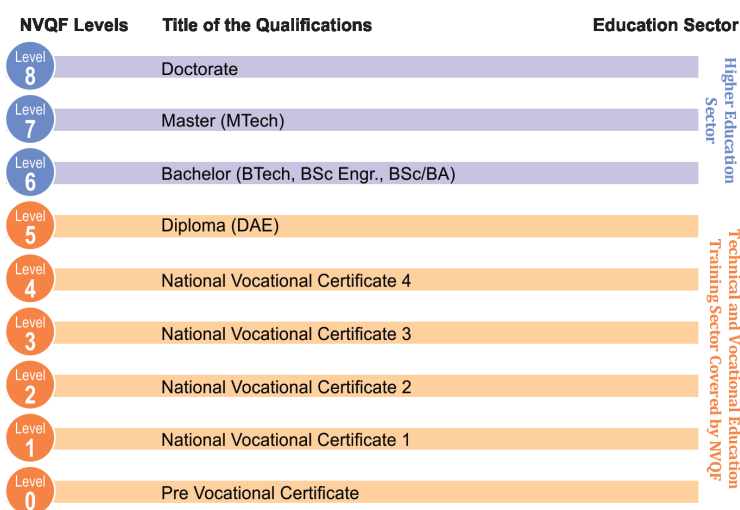 NVQF Levels Title of the Qualifications Education Sector
Level
8
Doctorate
Level
7
Master (MTech)
Level
6
Bachelor (BTech, BSc Engr., BSc/BA)
Higher Education
Sector
Level
5
Diploma (DAE)
Level
4
National Vocational Certificate 4
Level
3
National Vocational Certificate 3
Level
2
National Vocational Certificate 2
Level
1
National Vocational Certificate 1
Level
0
Pre Vocational Certificate
Technical and Vocational Education
Training Sector Covered by NVQF